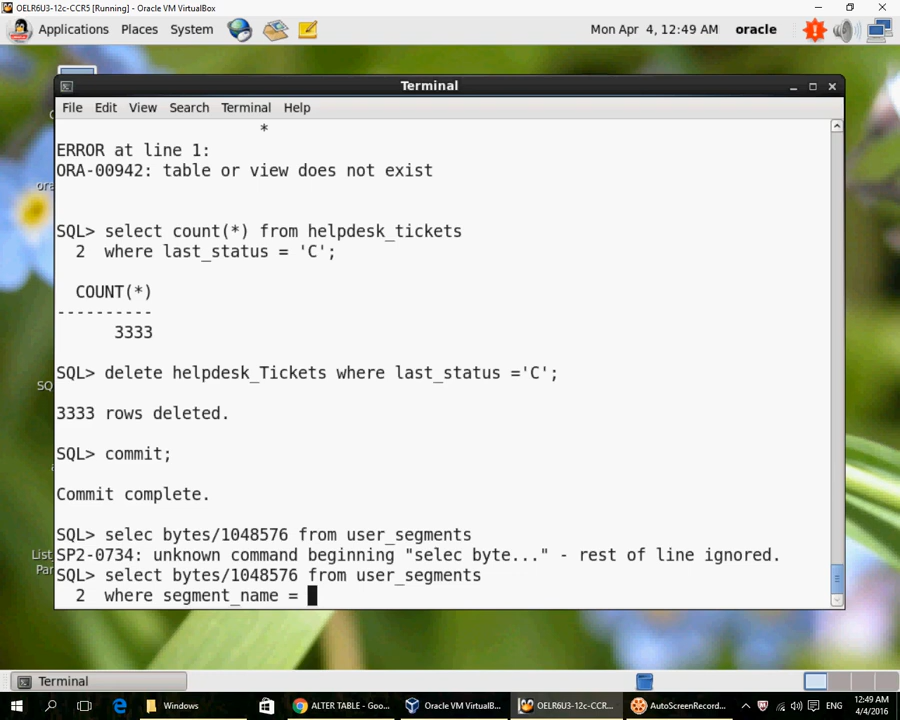 OELR6U3-12c-CCR5 [Running] - Oracle VM VirtualBox
Applications Places System Mon Apr 4, 12:49 AM oracle
Terminal
File Edit View Search Terminal Help
*
ERROR at line 1:
ORA-00942: table or view does not exist
SQL> select count(*) from helpdesk_tickets
2 where last_status = 'C';
COUNT(*)
----------
3333
SQL> delete helpdesk_Tickets where last_status ='C';
3333 rows deleted.
SQL> commit;
Commit complete.
SQL> selec bytes/1048576 from user_segments
SP2-0734: unknown command beginning "selec byte..." - rest of line ignored.
SQL> select bytes/1048576 from user_segments
2 where segment_name =
ora
SQ
List
Par
Terminal
Windows ALTER TABLE - Goo... Oracle VM VirtualB... OELR6U3-12c-CCR... AutoScreenRecord... ENG 12:49 AM
4/4/2016